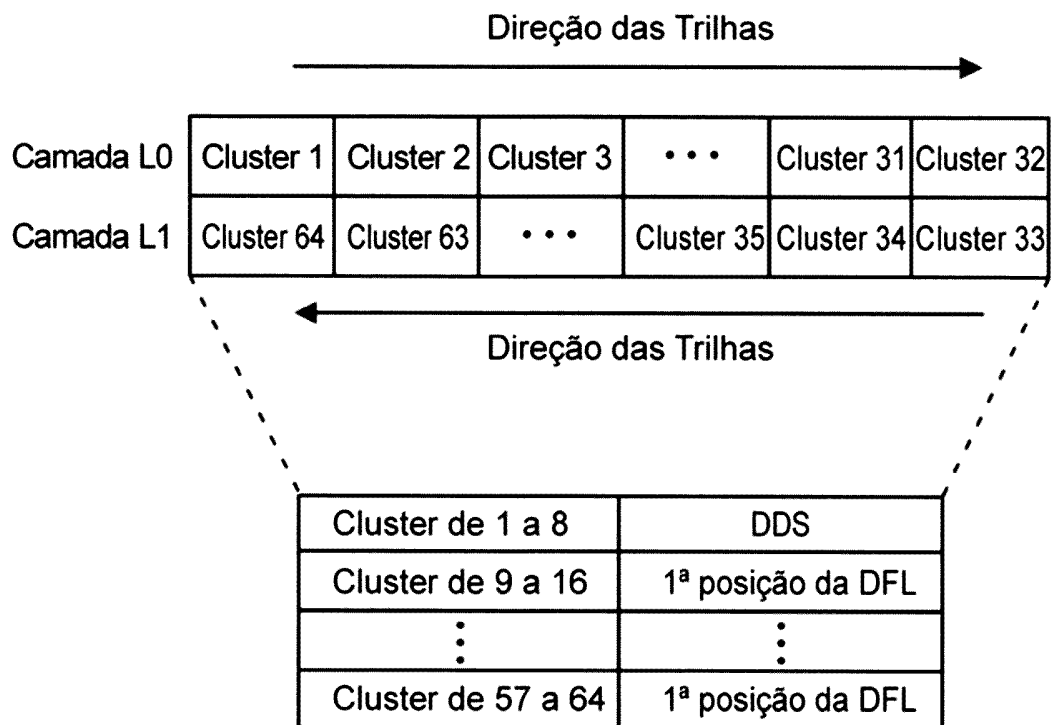 Direção das Trilhas
Camada L0 Cluster 1 Cluster 2 Cluster 3 • • • Cluster 31 Cluster 32
Camada L1 Cluster 64 Cluster 63 • • • Cluster 35 Cluster 34 Cluster 33
Direção das Trilhas
Cluster de 1 a 8 DDS
Cluster de 9 a 16 1ª posição da DFL
⋮ ⋮
Cluster de 57 a 64 1ª posição da DFL